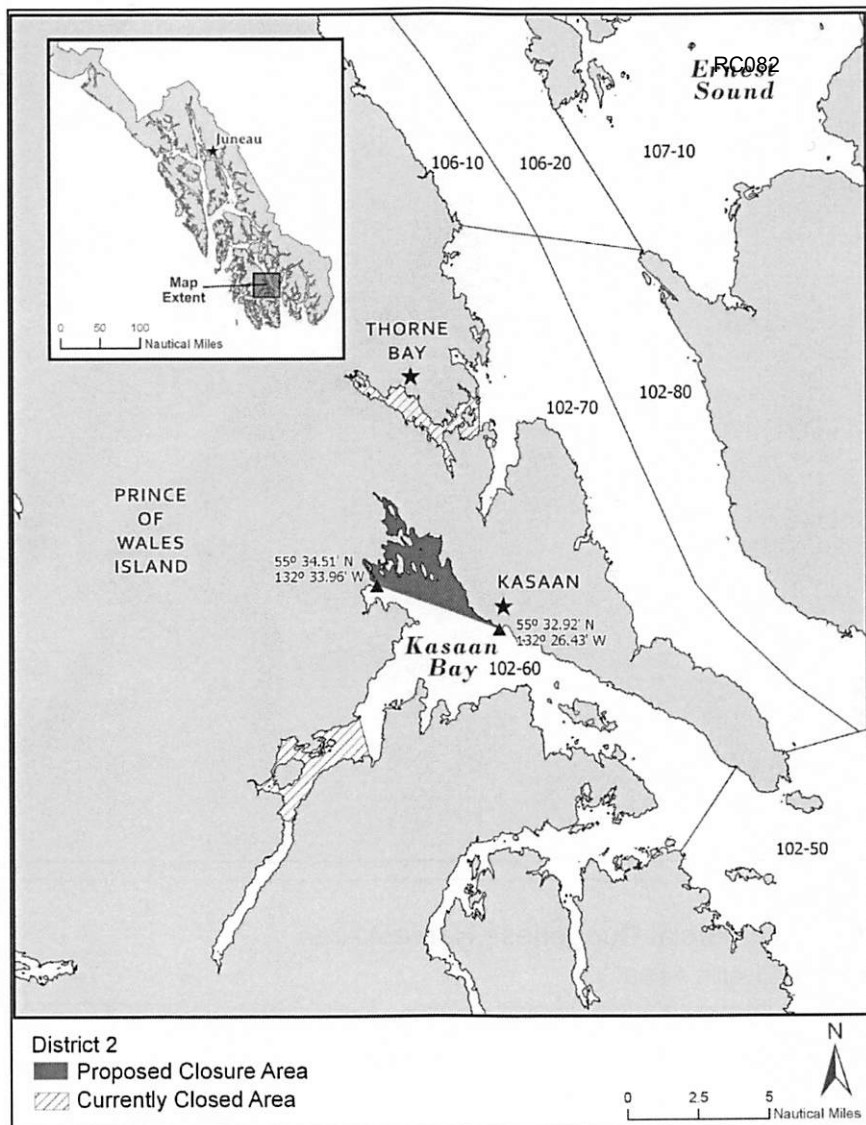 RC082
Ernest
Sound
Juneau
106-10
106-20
107-10
Map
Extent
0 50 100
Nautical Miles
THORNE
BAY
102-70
102-80
PRINCE
OF
WALES
ISLAND
55º 34.51' N
132º 33.96' W
KASAAN
55º 32.92' N
132º 26.43' W
Kasaan
Bay
102-60
102-50
District 2
Proposed Closure Area
Currently Closed Area
N
0 2.5 5
Nautical Miles